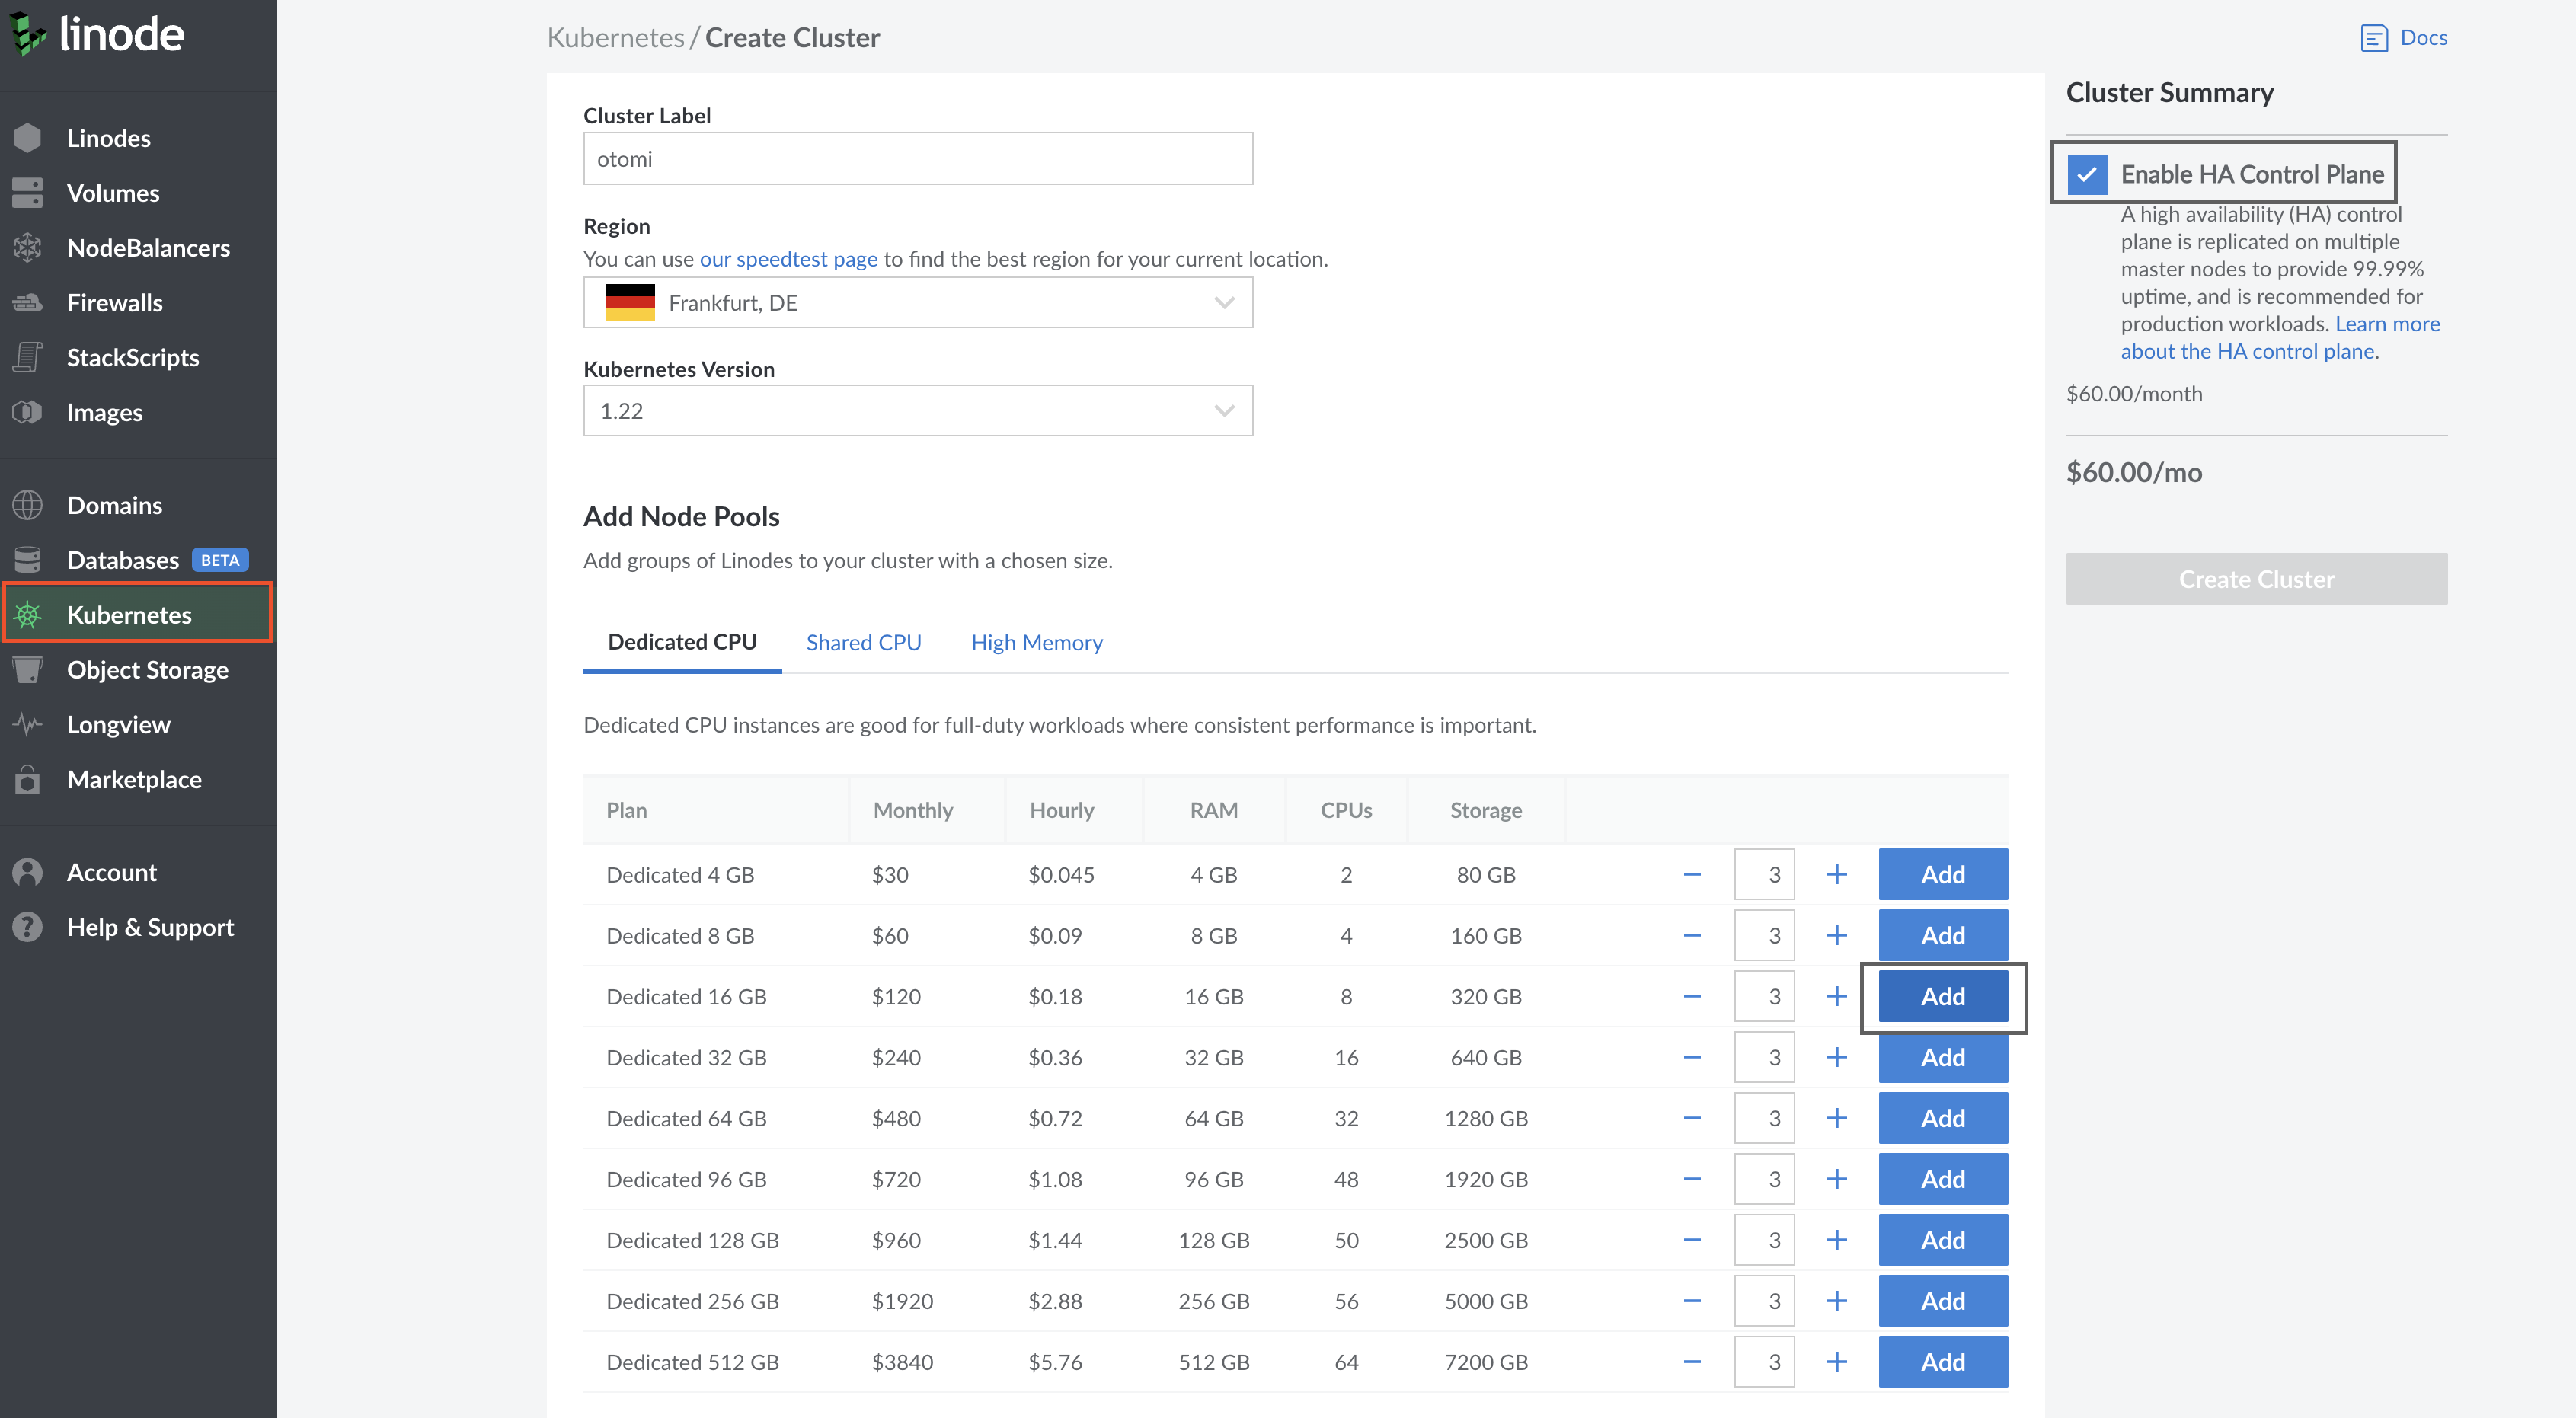 linode
Linodes
Volumes
NodeBalancers
Firewalls
StackScripts
Images
Domains
Databases BETA
Kubernetes
Object Storage
Longview
Marketplace
Account
Help & Support
Kubernetes / Create Cluster
Docs
Cluster Label
otomi
Region
You can use our speedtest page to find the best region for your current location.
Frankfurt, DE
Kubernetes Version
1.22
Add Node Pools
Add groups of Linodes to your cluster with a chosen size.
Dedicated CPU Shared CPU High Memory
Dedicated CPU instances are good for full-duty workloads where consistent performance is important.
Plan Monthly Hourly RAM CPUs Storage
Dedicated 4 GB $30 $0.045 4 GB 2 80 GB − 3 + Add
Dedicated 8 GB $60 $0.09 8 GB 4 160 GB − 3 + Add
Dedicated 16 GB $120 $0.18 16 GB 8 320 GB − 3 + Add
Dedicated 32 GB $240 $0.36 32 GB 16 640 GB − 3 + Add
Dedicated 64 GB $480 $0.72 64 GB 32 1280 GB − 3 + Add
Dedicated 96 GB $720 $1.08 96 GB 48 1920 GB − 3 + Add
Dedicated 128 GB $960 $1.44 128 GB 50 2500 GB − 3 + Add
Dedicated 256 GB $1920 $2.88 256 GB 56 5000 GB − 3 + Add
Dedicated 512 GB $3840 $5.76 512 GB 64 7200 GB − 3 + Add
Cluster Summary
Enable HA Control Plane
A high availability (HA) control
plane is replicated on multiple
master nodes to provide 99.99%
uptime, and is recommended for
production workloads. Learn more
about the HA control plane.
$60.00/month
$60.00/mo
Create Cluster